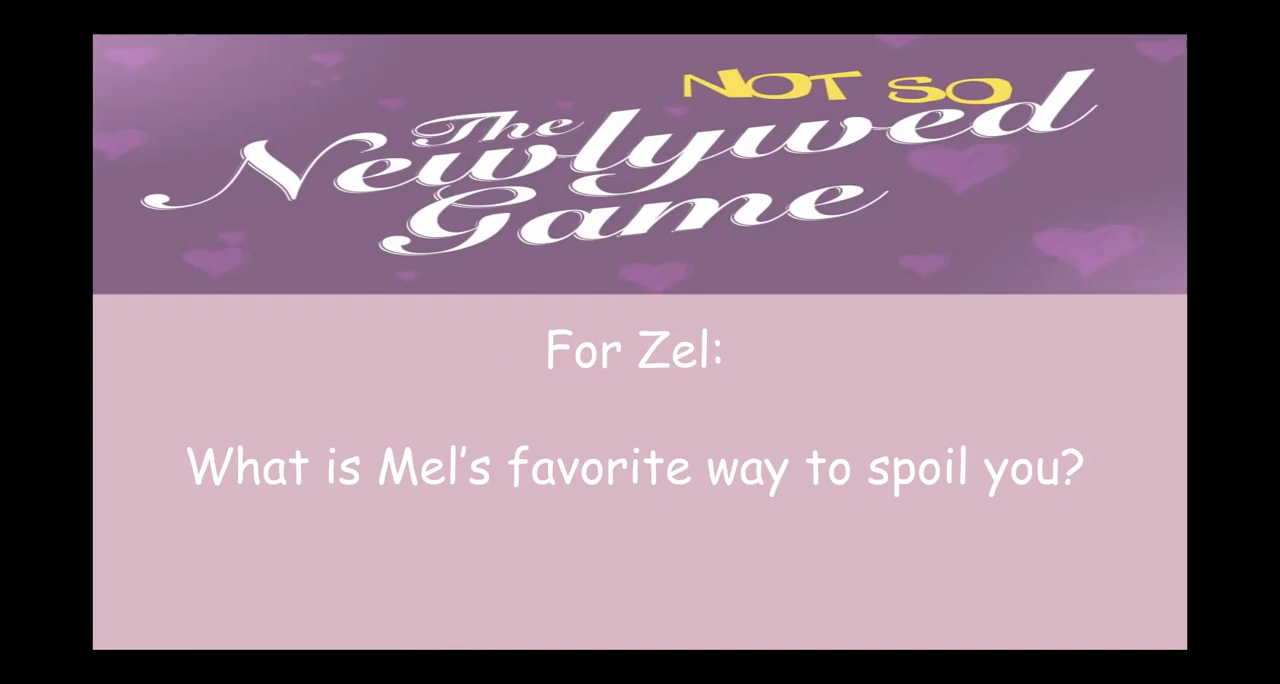 NOT SO
The
Newlywed
Game
For Zel:
What is Mel's favorite way to spoil you?